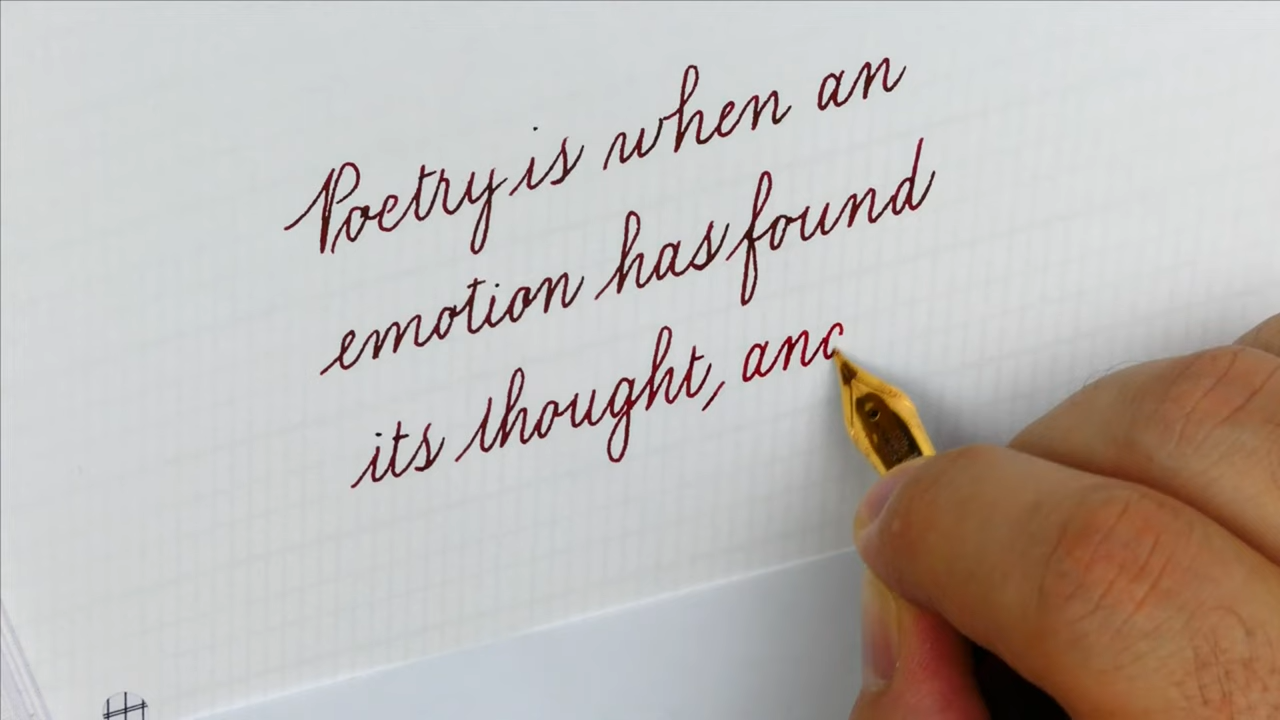 Poetry is when an
emotion has found
its thought, anc